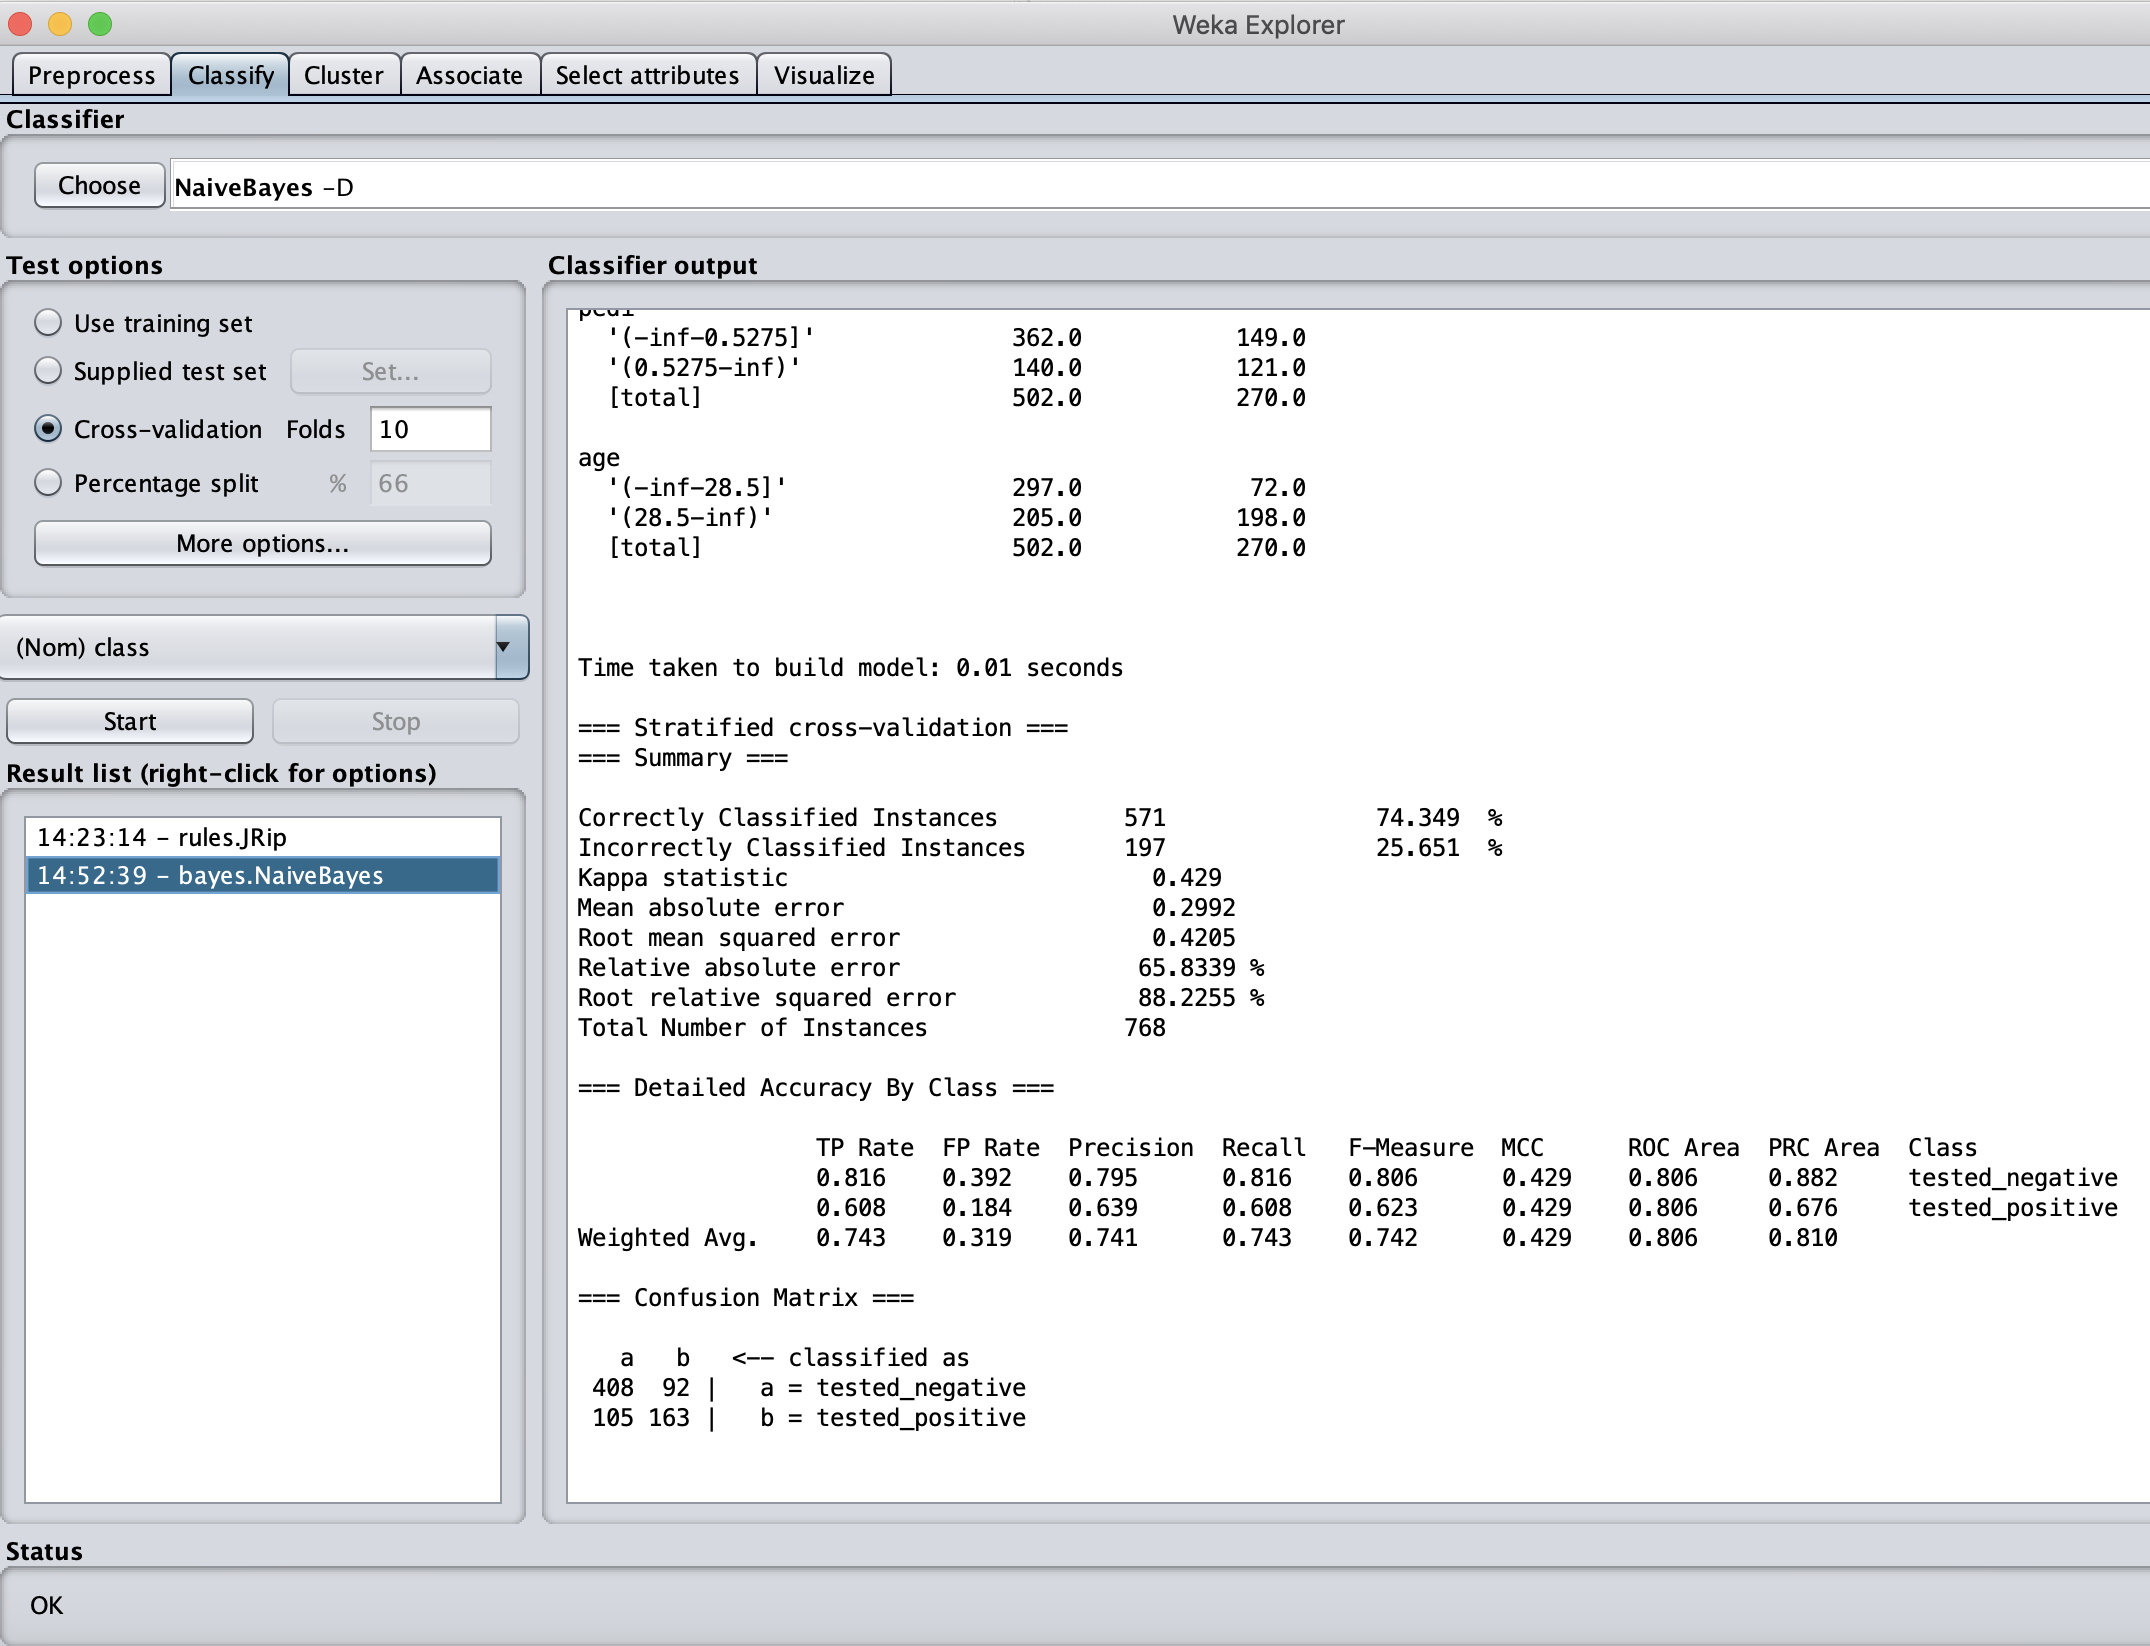 Weka Explorer
Preprocess Classify Cluster Associate Select attributes Visualize
Classifier
Choose NaiveBayes -D
Test options
Use training set
Supplied test set Set...
Cross-validation Folds 10
Percentage split % 66
More options...
(Nom) class
Start Stop
Result list (right-click for options)
14:23:14 - rules.JRip
14:52:39 - bayes.NaiveBayes
Classifier output
pedi
'(-inf-0.5275]' 362.0 149.0
'(0.5275-inf)' 140.0 121.0
[total] 502.0 270.0
age
'(-inf-28.5]' 297.0 72.0
'(28.5-inf)' 205.0 198.0
[total] 502.0 270.0
Time taken to build model: 0.01 seconds
=== Stratified cross-validation ===
=== Summary ===
Correctly Classified Instances 571 74.349 %
Incorrectly Classified Instances 197 25.651 %
Kappa statistic 0.429
Mean absolute error 0.2992
Root mean squared error 0.4205
Relative absolute error 65.8339 %
Root relative squared error 88.2255 %
Total Number of Instances 768
=== Detailed Accuracy By Class ===
TP Rate FP Rate Precision Recall F-Measure MCC ROC Area PRC Area Class
0.816 0.392 0.795 0.816 0.806 0.429 0.806 0.882 tested_negative
0.608 0.184 0.639 0.608 0.623 0.429 0.806 0.676 tested_positive
Weighted Avg. 0.743 0.319 0.741 0.743 0.742 0.429 0.806 0.810
=== Confusion Matrix ===
a b <-- classified as
408 92 | a = tested_negative
105 163 | b = tested_positive
Status
OK